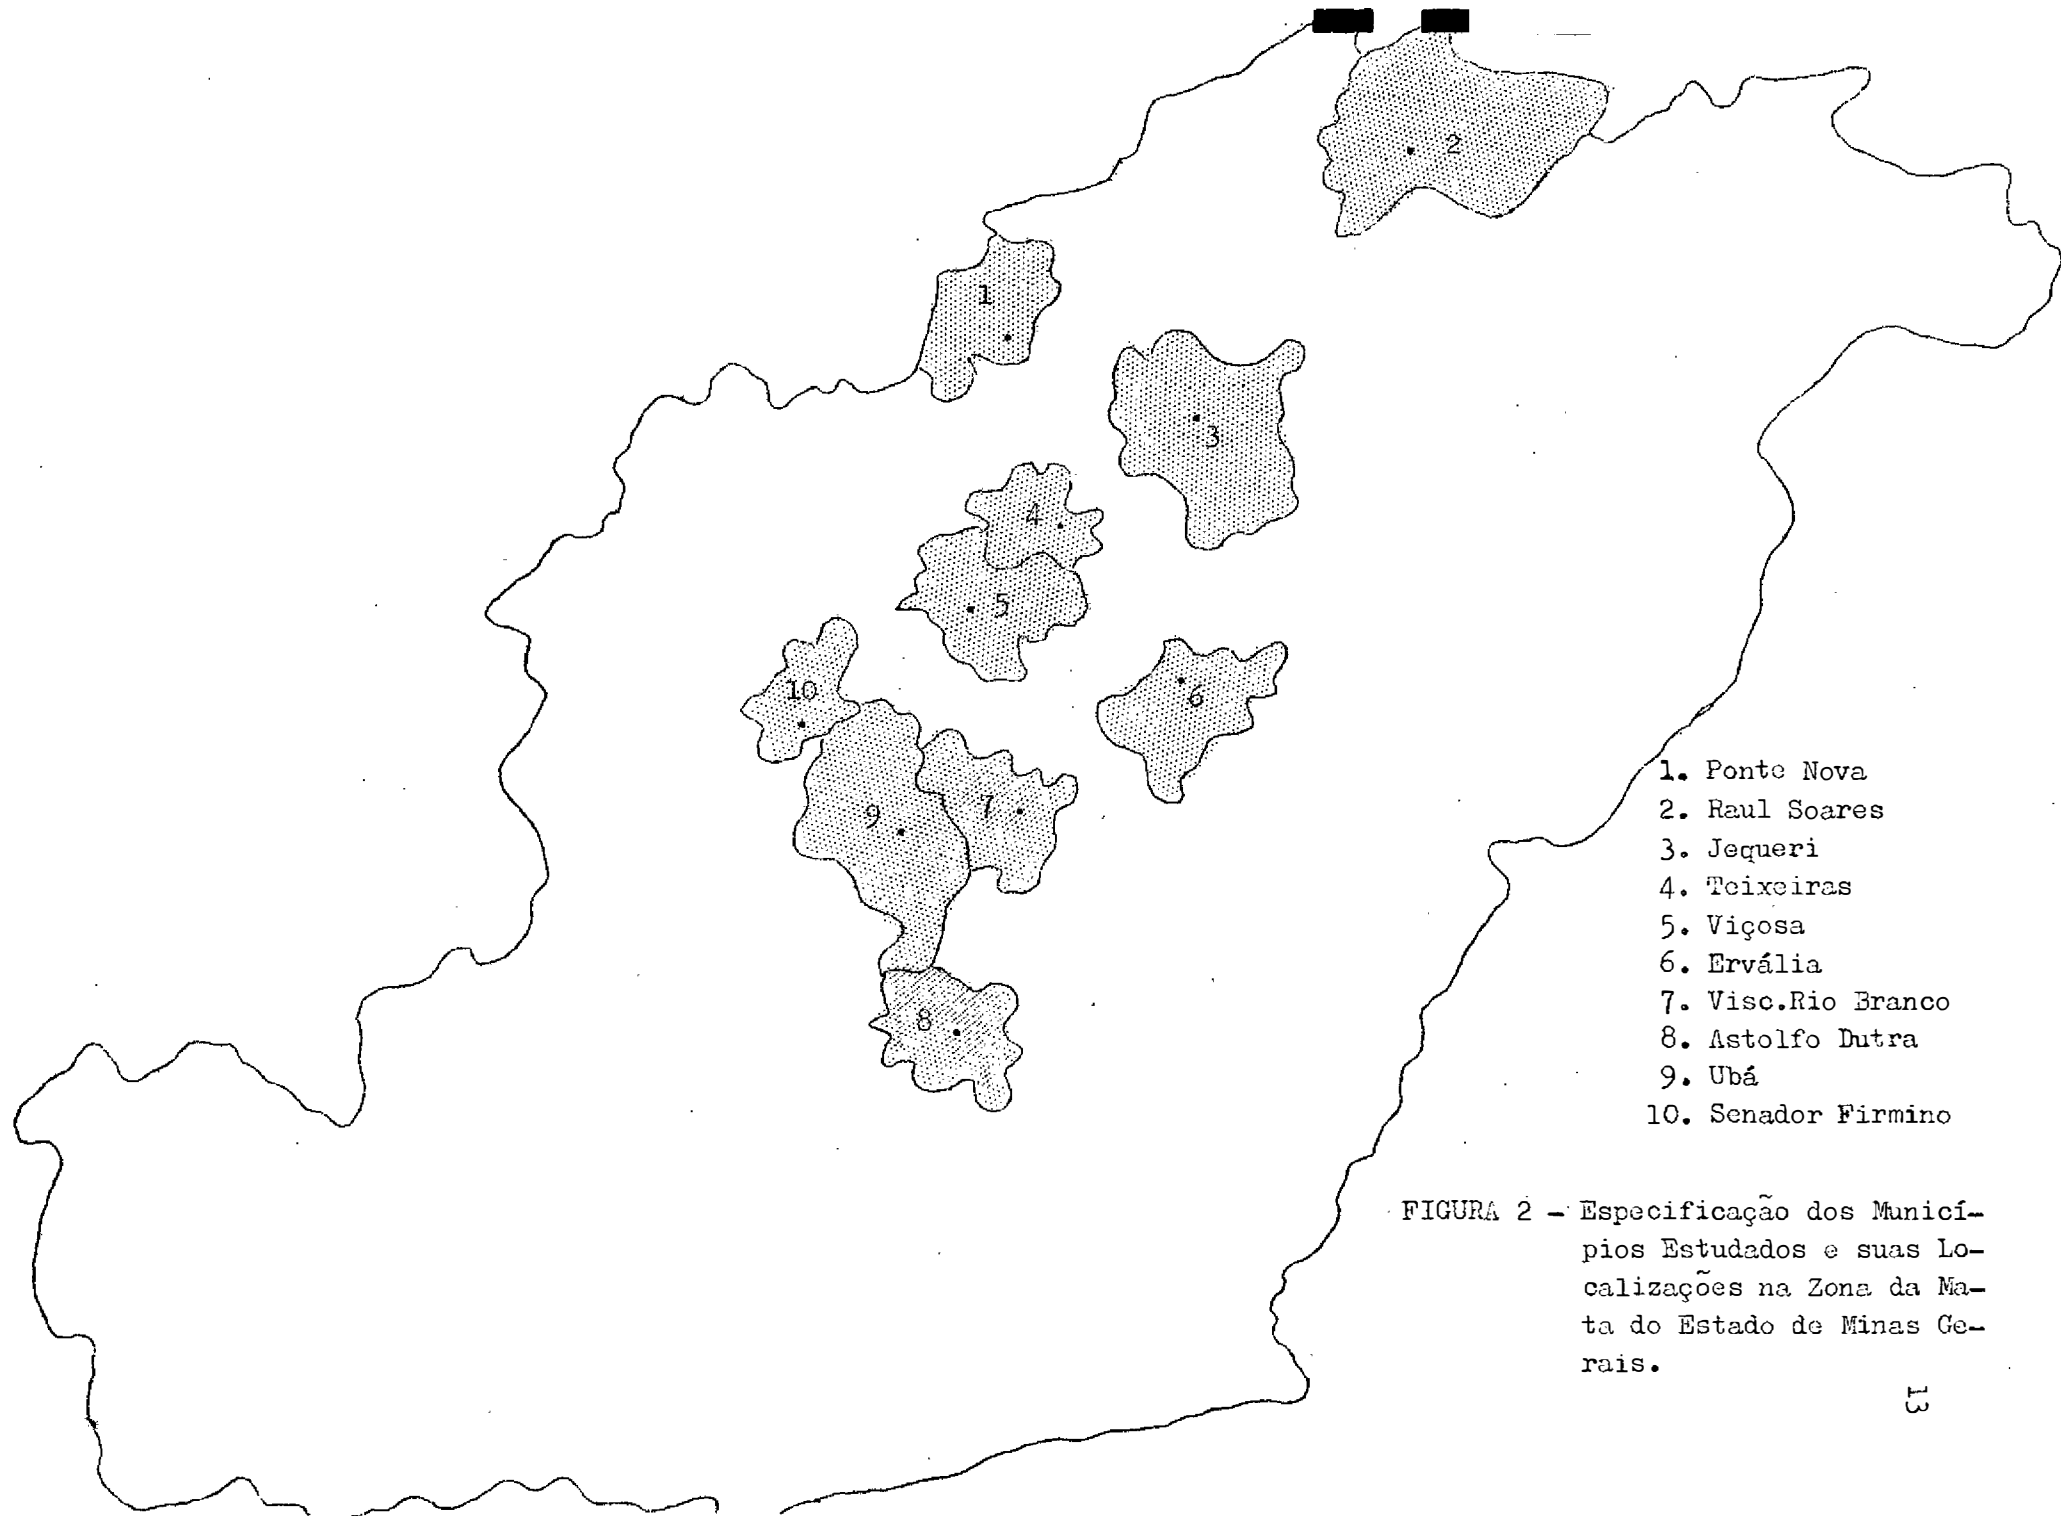 2
1
3
4
5
10
6
9
7
8
1. Ponte Nova
2. Raul Soares
3. Jequeri
4. Teixeiras
5. Viçosa
6. Ervália
7. Visc.Rio Branco
8. Astolfo Dutra
9. Ubá
10. Senador Firmino
FIGURA 2 - Especificação dos Municí-
pios Estudados e suas Lo-
calizações na Zona da Ma-
ta do Estado de Minas Ge-
rais.
13